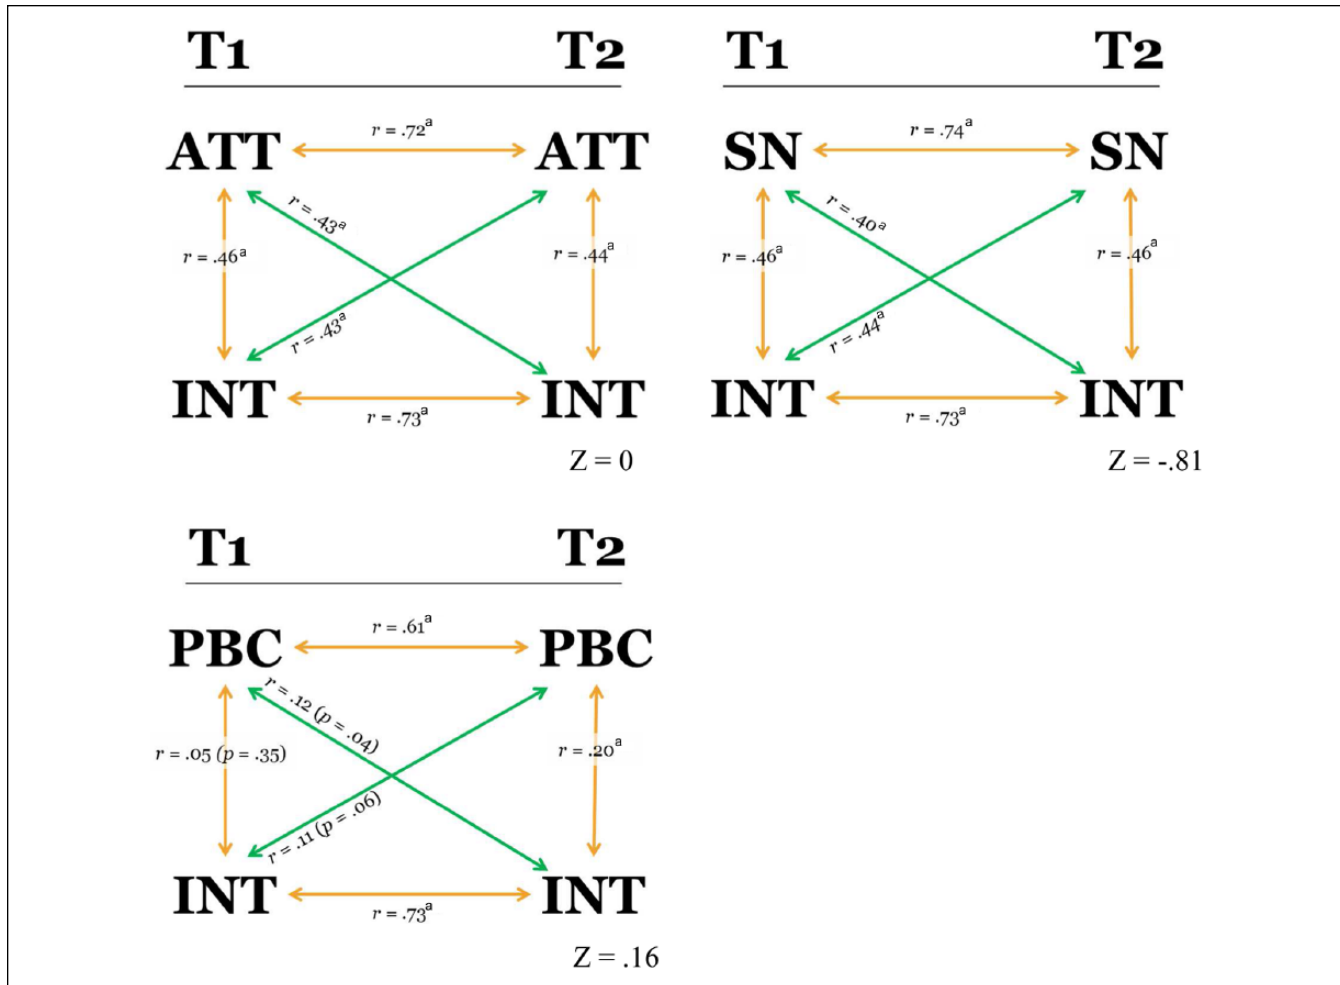 T1 T2
ATT r = .72a ATT
r = .43a
r = .46a r = .44a
r = .43a
INT r = .73a INT
Z = 0
T1 T2
SN r = .74a SN
r = .40a
r = .46a r = .46a
r = .44a
INT r = .73a INT
Z = -.81
T1 T2
PBC r = .61a PBC
r = .12 (p = .04)
r = .05 (p = .35) r = .20a
r = .11 (p = .06)
INT r = .73a INT
Z = .16